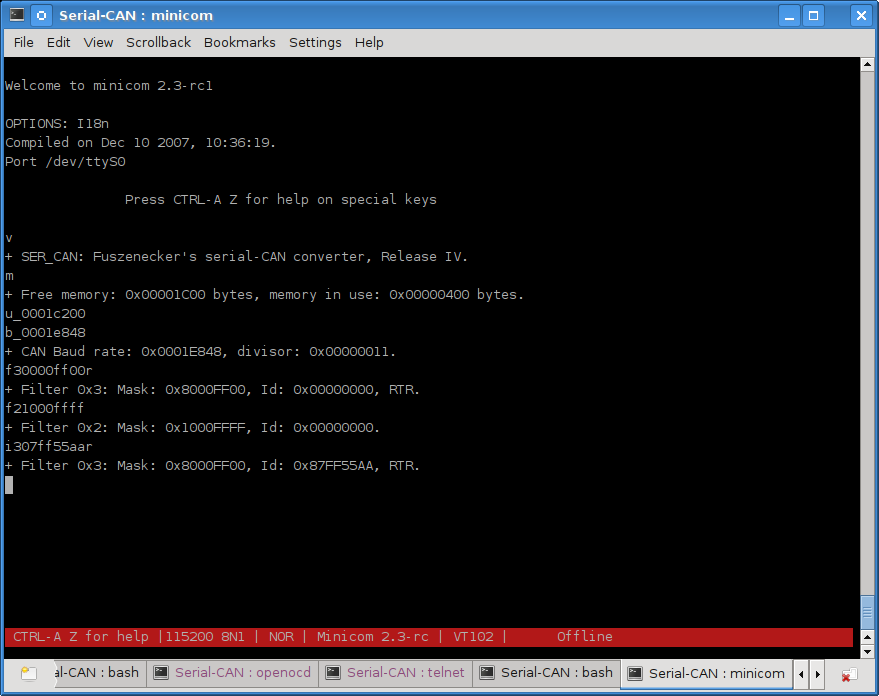 Serial-CAN : minicom
File Edit View Scrollback Bookmarks Settings Help
Welcome to minicom 2.3-rc1
OPTIONS: I18n
Compiled on Dec 10 2007, 10:36:19.
Port /dev/ttyS0
Press CTRL-A Z for help on special keys
v
+ SER_CAN: Fuszenecker's serial-CAN converter, Release IV.
m
+ Free memory: 0x00001C00 bytes, memory in use: 0x00000400 bytes.
u_0001c200
b_0001e848
+ CAN Baud rate: 0x0001E848, divisor: 0x00000011.
f30000ff00r
+ Filter 0x3: Mask: 0x8000FF00, Id: 0x00000000, RTR.
f21000ffff
+ Filter 0x2: Mask: 0x1000FFFF, Id: 0x00000000.
i307ff55aar
+ Filter 0x3: Mask: 0x8000FF00, Id: 0x87FF55AA, RTR.
CTRL-A Z for help |115200 8N1 | NOR | Minicom 2.3-rc | VT102 | Offline
al-CAN : bash Serial-CAN : openocd Serial-CAN : telnet Serial-CAN : bash Serial-CAN : minicom